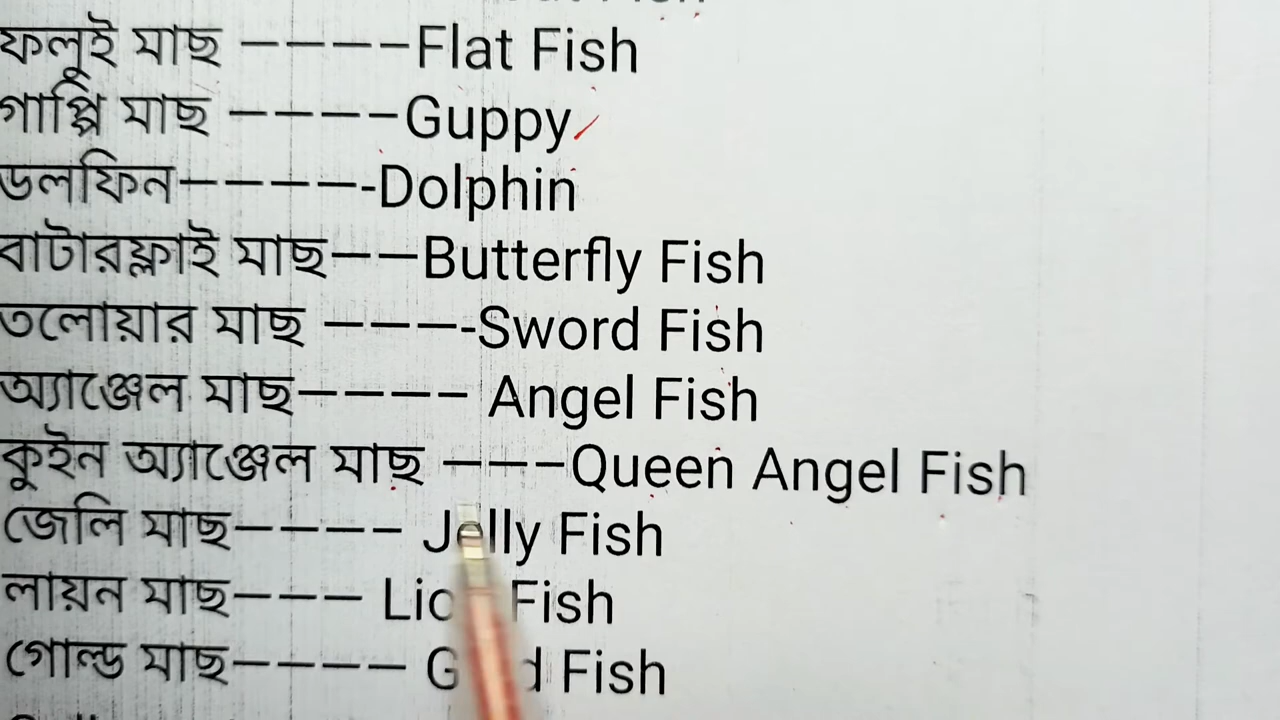 ফলুই মাছ ----Flat Fish
গাপ্পি মাছ ----Guppy
ডলফিন-----Dolphin
বাটারফ্লাই মাছ--Butterfly Fish
তলোয়ার মাছ ----Sword Fish
অ্যাঞ্জেল মাছ---- Angel Fish
কুইন অ্যাঞ্জেল মাছ ---Queen Angel Fish
জেলি মাছ---- Jelly Fish
লায়ন মাছ--- Fish
গোল্ড মাছ---- Fish